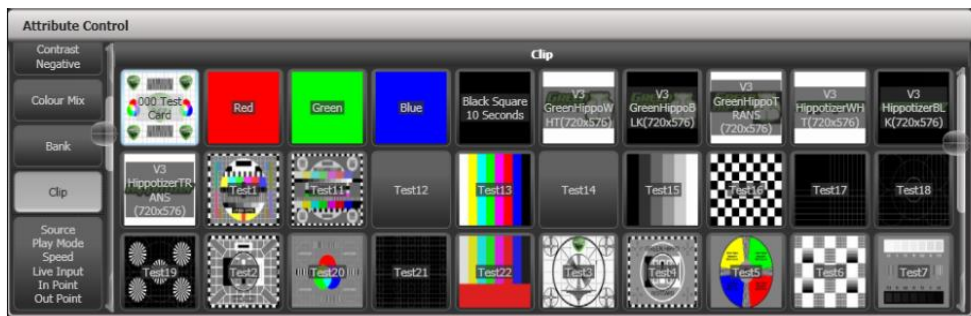 Attribute Control
Contrast
Negative
Colour Mix
Bank
Clip
Source
Play Mode
Speed
Live Input
In Point
Out Point
Clip
000 Test
Card
Red
Green
Blue
Black Square
10 Seconds
V3
GreenHippoW
HT(720x576)
V3
GreenHippoB
LK(720x576)
V3
GreenHippoT
RANS
(720x576)
V3
HippotizerWH
T(720x576)
V3
HippotizerBL
K(720x576)
V3
HippotizerTR
ANS
(720x576)
Test1
Test11
Test12
Test13
Test14
Test15
Test16
Test17
Test18
Test19
Test2
Test20
Test21
Test22
Test3
Test4
Test5
Test6
Test7